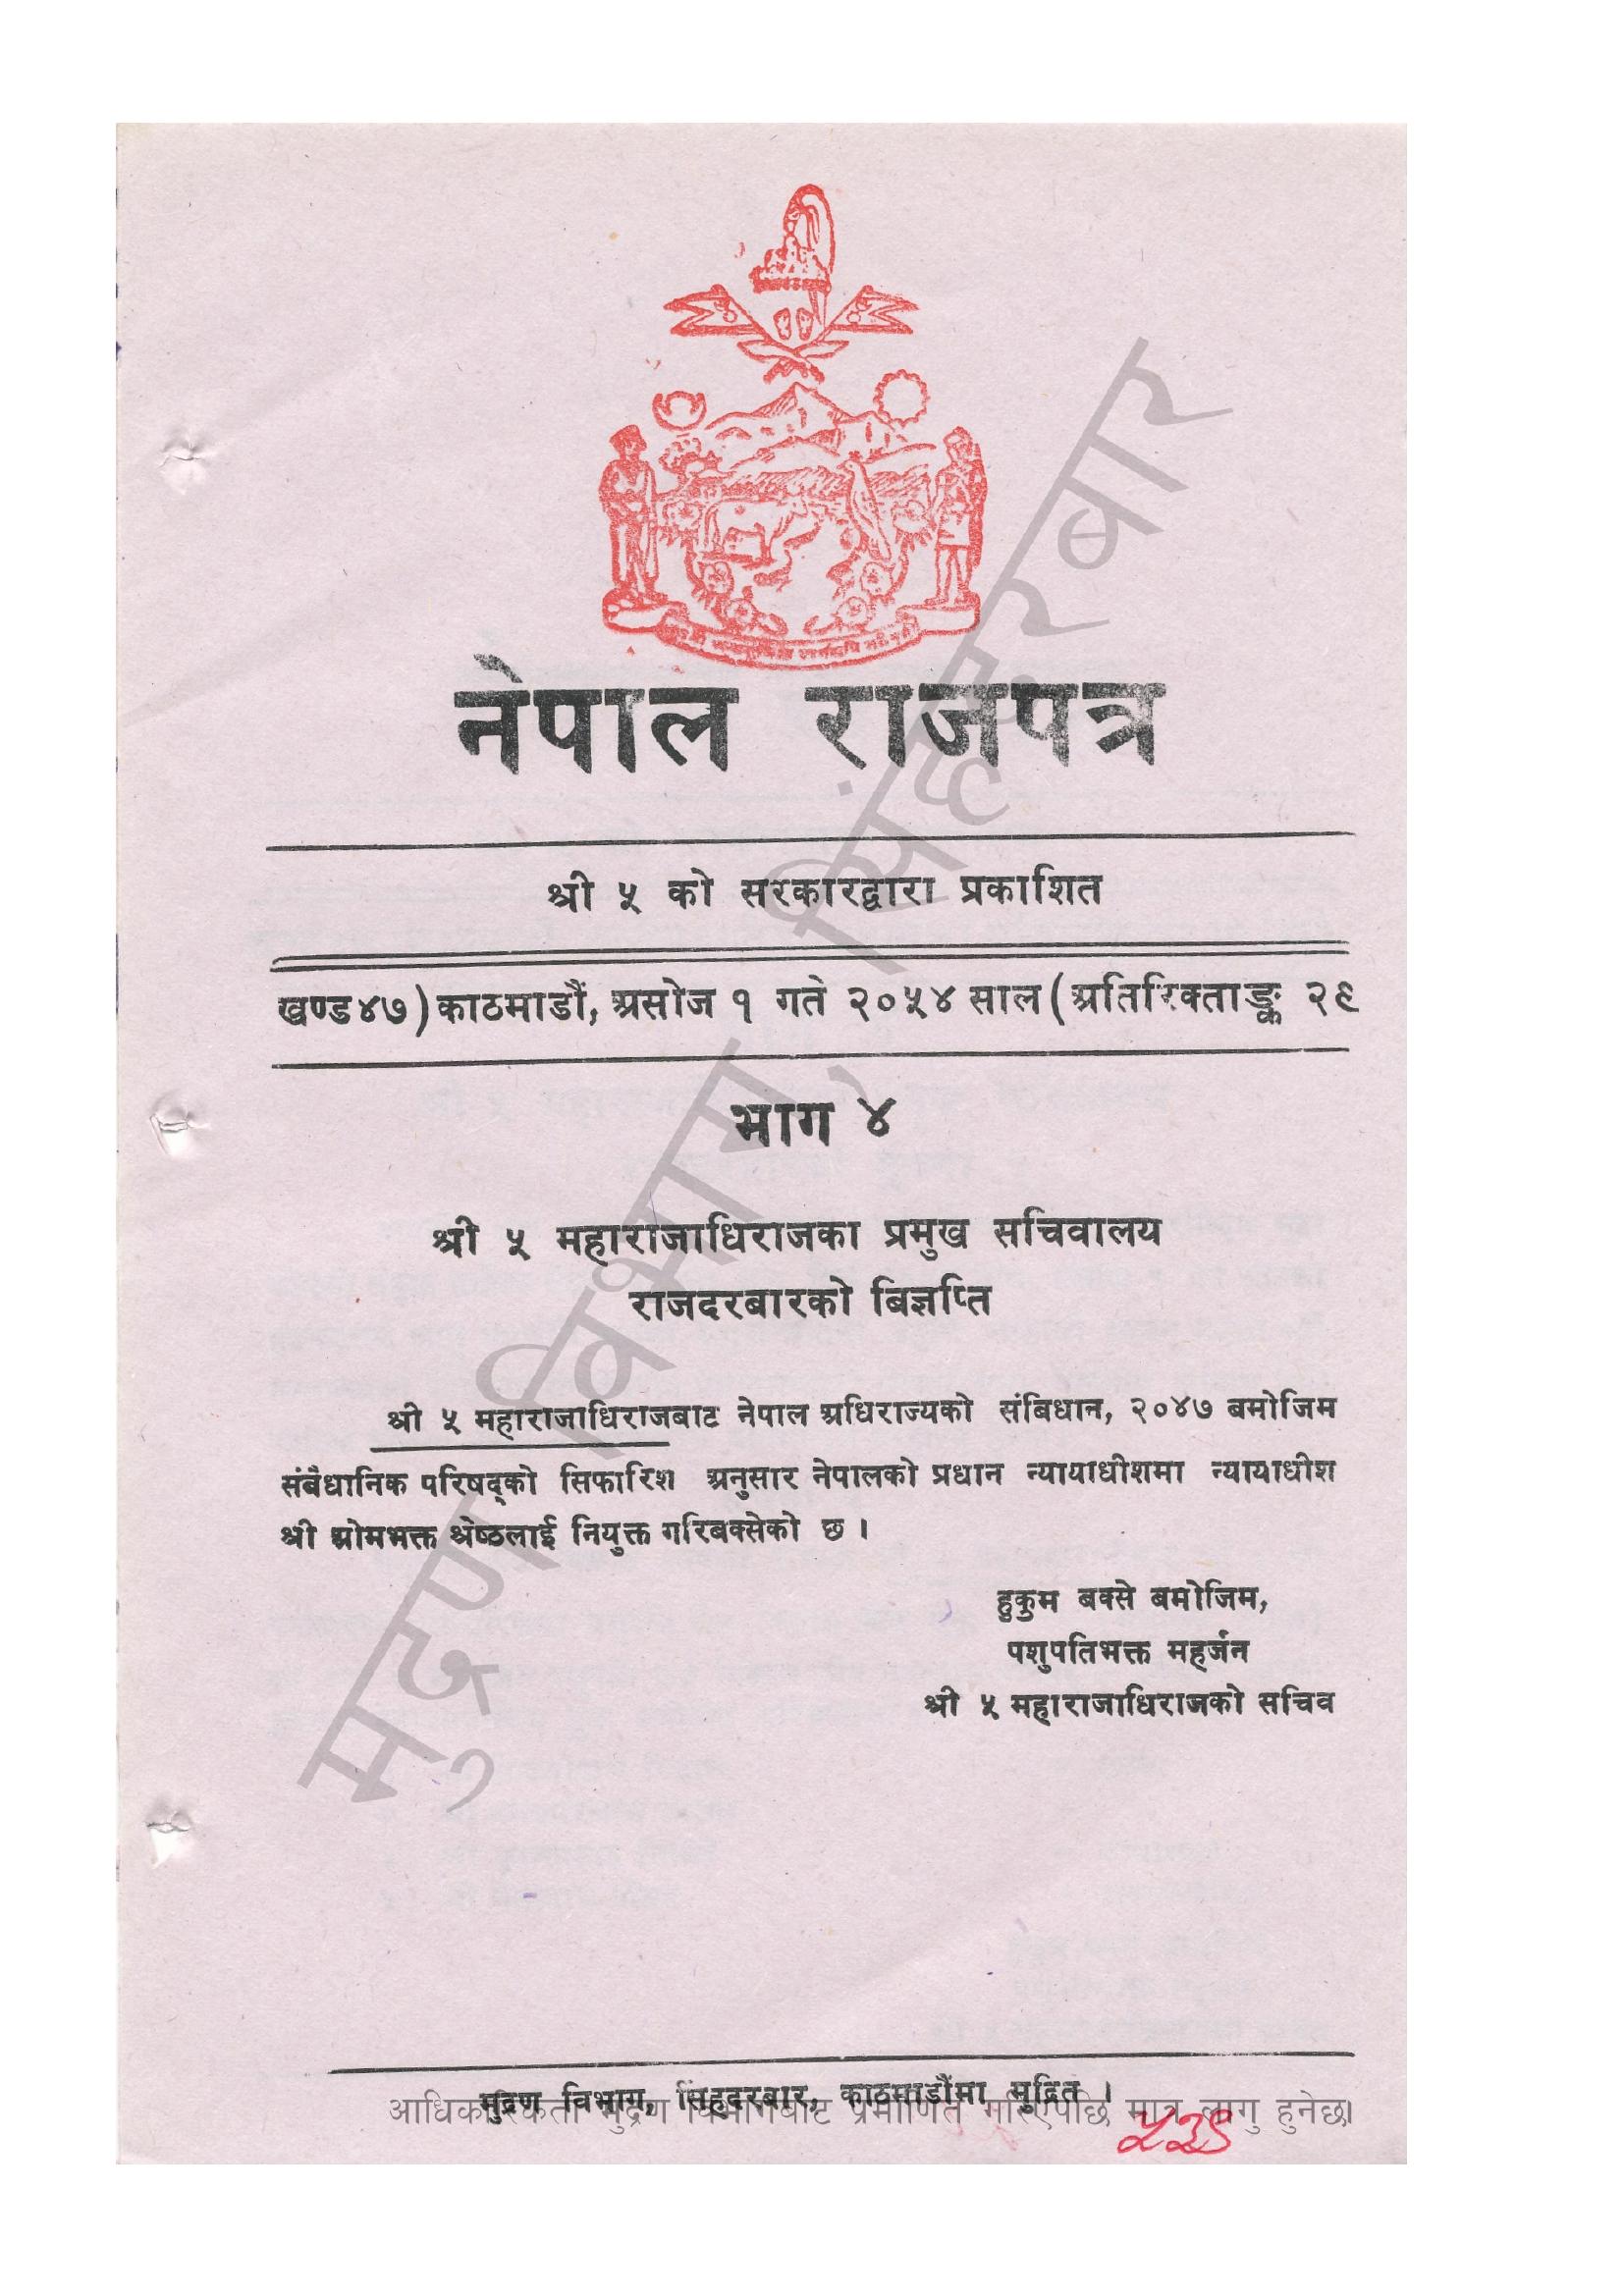 नेपाल राजपत्र
श्री ५ को सरकारद्वारा प्रकाशित
खण्ड ४७) काठमाडौं, असोज १ गते २०५४ साल (अतिरिक्ताङ्क २९
भाग ४
श्री ५ महाराजाधिराजका प्रमुख सचिवालय
राजदरबारको बिज्ञप्ति
श्री ५ महाराजाधिराजबाट नेपाल अधिराज्यको संबिधान, २०४७ बमोजिम
संबैधानिक परिषद्को सिफारिश अनुसार नेपालको प्रधान न्यायाधीशमा न्यायाधीश
श्री ओमभक्त श्रेष्ठलाई नियुक्त गरिबक्सेको छ ।
हुकुम बक्से बमोजिम,
पशुपतिभक्त महर्जन
श्री ५ महाराजाधिराजको सचिव
मुद्रण विभाग, सिंहदरबार
मुद्रण विभाग, सिंहदरबार, काठमाडौंमा मुद्रित ।
आधिकारिकता मुद्रण विभागबाट प्रमाणित गरिएपछि मात्र लागु हुनेछ।